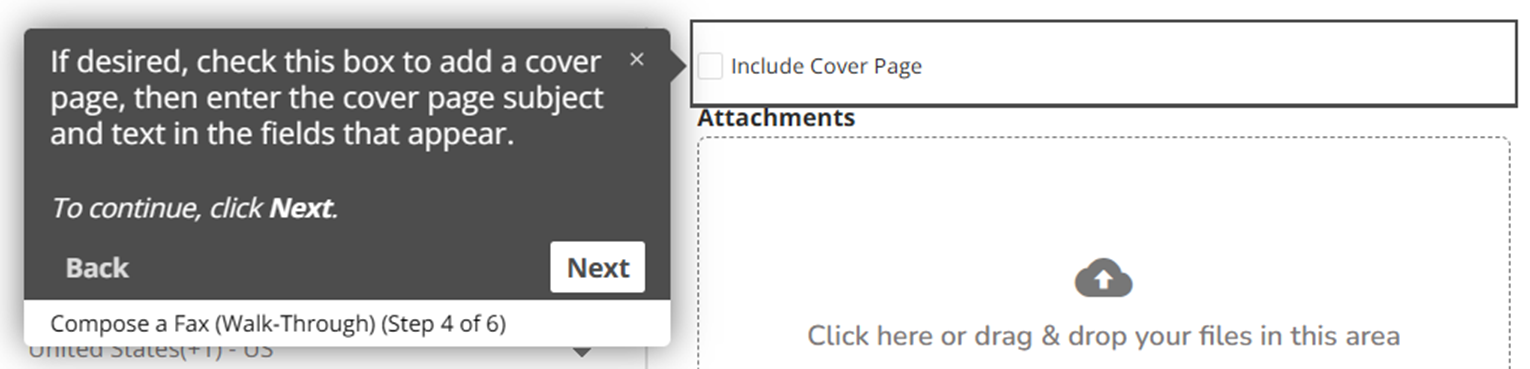 If desired, check this box to add a cover
page, then enter the cover page subject
and text in the fields that appear.
To continue, click Next.
Back
Next
Compose a Fax (Walk-Through) (Step 4 of 6)
United States(+1) - US
Include Cover Page
Attachments
Click here or drag & drop your files in this area